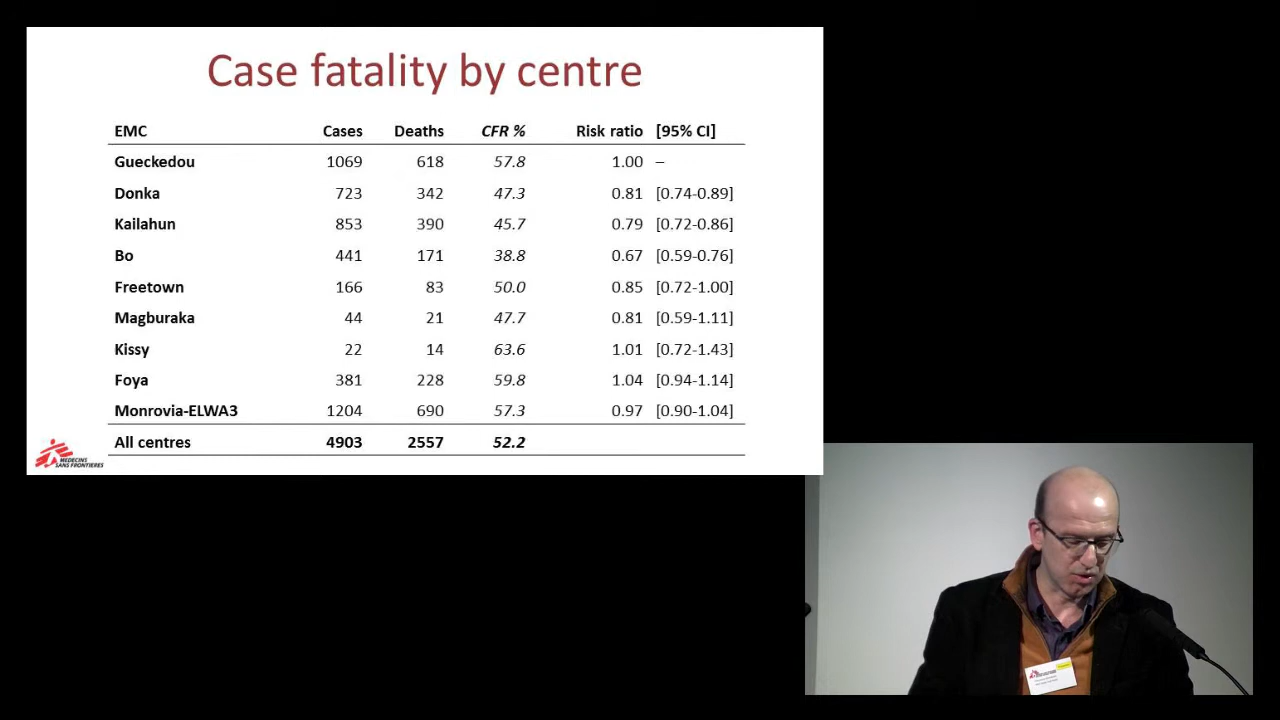 Case fatality by centre
EMC Cases Deaths CFR % Risk ratio [95% CI]
Gueckedou 1069 618 57.8 1.00 –
Donka 723 342 47.3 0.81 [0.74-0.89]
Kailahun 853 390 45.7 0.79 [0.72-0.86]
Bo 441 171 38.8 0.67 [0.59-0.76]
Freetown 166 83 50.0 0.85 [0.72-1.00]
Magburaka 44 21 47.7 0.81 [0.59-1.11]
Kissy 22 14 63.6 1.01 [0.72-1.43]
Foya 381 228 59.8 1.04 [0.94-1.14]
Monrovia-ELWA3 1204 690 57.3 0.97 [0.90-1.04]
All centres 4903 2557 52.2
MEDECINS
SANS FRONTIERES